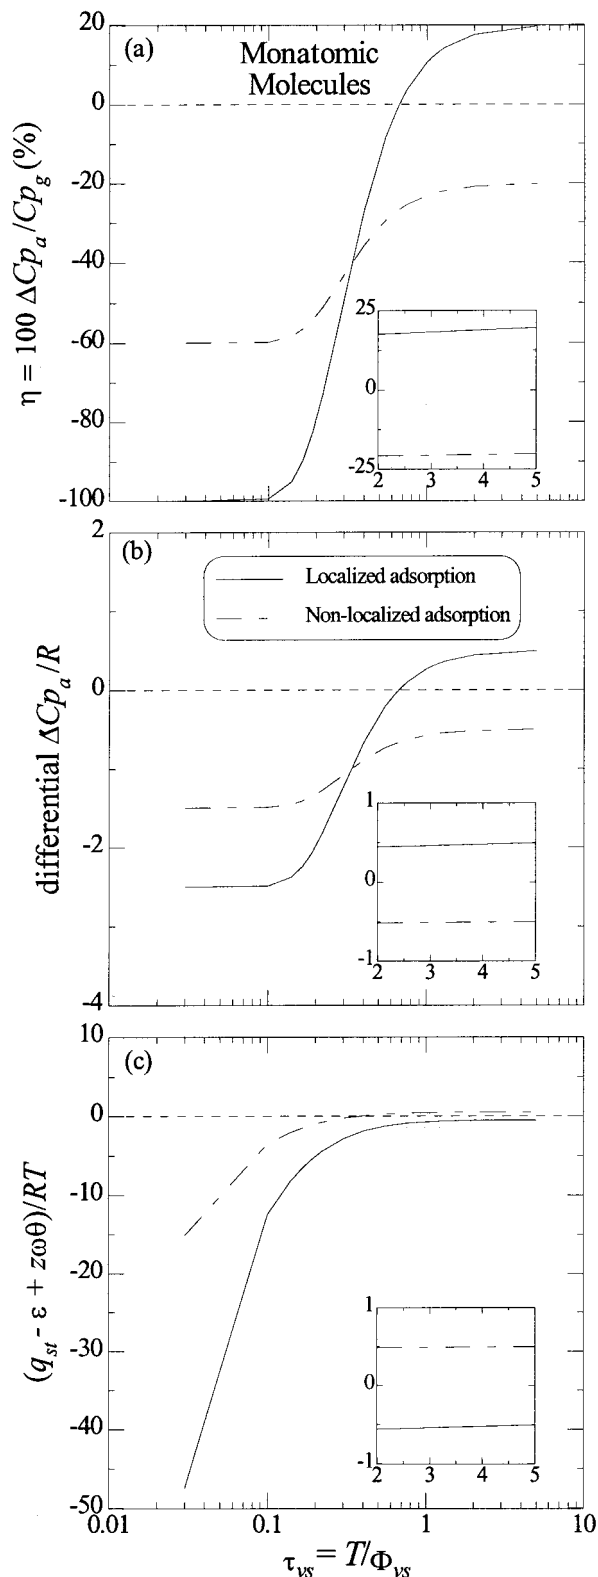 (a)
Monatomic
Molecules
η = 100 ΔCp_a/Cp_g (%)
20
0
-20
-40
-60
-80
-100
25
0
-25
2 3 4 5
(b)
Localized adsorption
Non-localized adsorption
differential ΔCp_a/R
2
0
-2
-4
1
0
-1
2 3 4 5
(c)
(q_st - ε + zωθ)/RT
10
0
-10
-20
-30
-40
-50
1
0
-1
2 3 4 5
0.01 0.1 1 10
τ_vs = T/Φ_vs